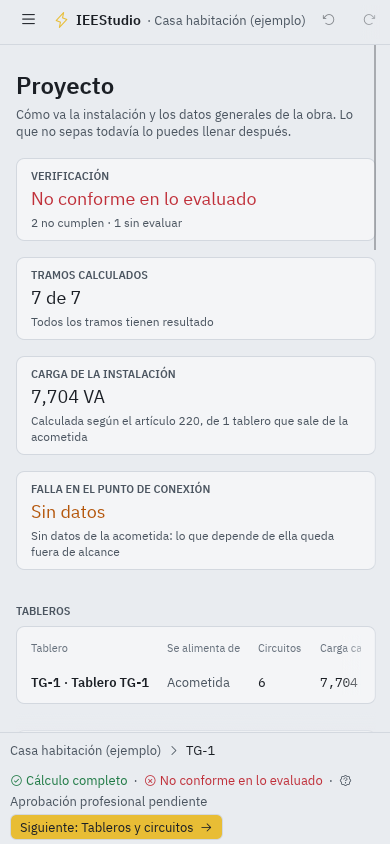 IEEStudio · Casa habitación (ejemplo)
Proyecto
Cómo va la instalación y los datos generales de la obra. Lo
que no sepas todavía lo puedes llenar después.
VERIFICACIÓN
No conforme en lo evaluado
2 no cumplen · 1 sin evaluar
TRAMOS CALCULADOS
7 de 7
Todos los tramos tienen resultado
CARGA DE LA INSTALACIÓN
7,704 VA
Calculada según el artículo 220, de 1 tablero que sale de la
acometida
FALLA EN EL PUNTO DE CONEXIÓN
Sin datos
Sin datos de la acometida: lo que depende de ella queda
fuera de alcance
TABLEROS
Tablero Se alimenta de Circuitos Carga ca
TG-1 · Tablero TG-1 Acometida 6 7,704
Casa habitación (ejemplo) > TG-1
Cálculo completo · No conforme en lo evaluado ·
Aprobación profesional pendiente
Siguiente: Tableros y circuitos →